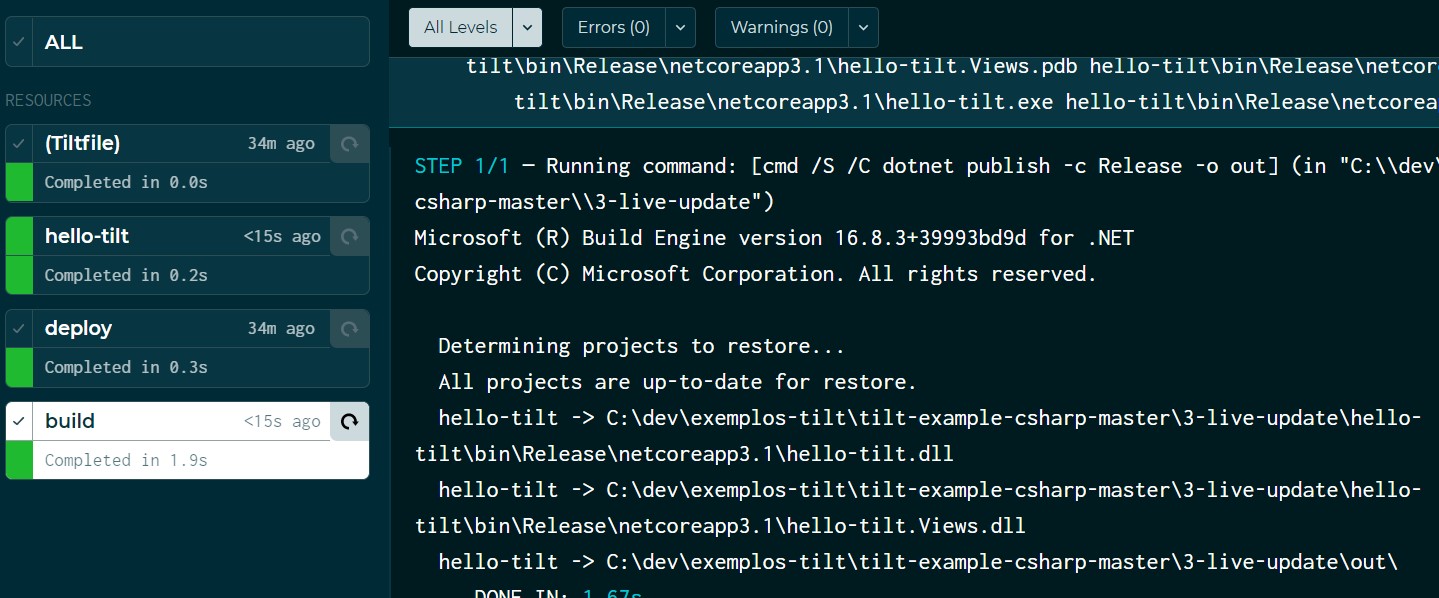 ALL
RESOURCES
(Tiltfile) 34m ago
Completed in 0.0s
hello-tilt <15s ago
Completed in 0.2s
deploy 34m ago
Completed in 0.3s
build <15s ago
Completed in 1.9s
All Levels Errors (0) Warnings (0)
tilt\bin\Release\netcoreapp3.1\hello-tilt.Views.pdb hello-tilt\bin\Release\netcor
tilt\bin\Release\netcoreapp3.1\hello-tilt.exe hello-tilt\bin\Release\netcorea
STEP 1/1 — Running command: [cmd /S /C dotnet publish -c Release -o out] (in "C:\\dev\
csharp-master\\3-live-update")
Microsoft (R) Build Engine version 16.8.3+39993bd9d for .NET
Copyright (C) Microsoft Corporation. All rights reserved.
Determining projects to restore...
All projects are up-to-date for restore.
hello-tilt -> C:\dev\exemplos-tilt\tilt-example-csharp-master\3-live-update\hello-
tilt\bin\Release\netcoreapp3.1\hello-tilt.dll
hello-tilt -> C:\dev\exemplos-tilt\tilt-example-csharp-master\3-live-update\hello-
tilt\bin\Release\netcoreapp3.1\hello-tilt.Views.dll
hello-tilt -> C:\dev\exemplos-tilt\tilt-example-csharp-master\3-live-update\out\
DONE IN: 1.67s